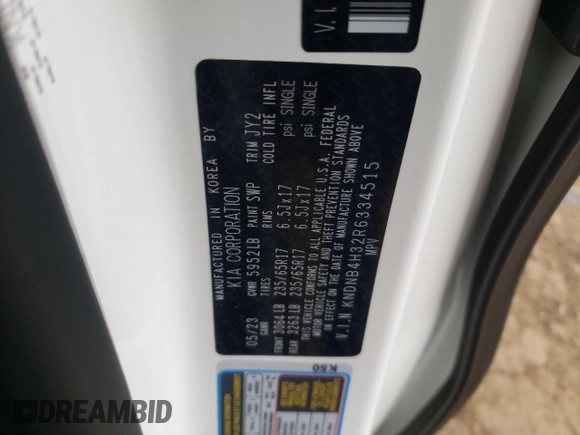 MANUFACTURED IN KOREA BY
KIA CORPORATION
05/23 GVWR 5952LB PAINT SWP TRIM JY2
GAWR TIRES RIMS COLD TIRE INFL
FRONT 3064LB 235/65R17 6.5Jx17 psi SINGLE
REAR 3263LB 235/65R17 6.5Jx17 psi SINGLE
THIS VEHICLE CONFORMS TO ALL APPLICABLE U.S.A. FEDERAL
MOTOR VEHICLE SAFETY AND THEFT PREVENTION STANDARDS
IN EFFECT ON THE DATE OF MANUFACTURE SHOWN ABOVE
V.I.N KNDNB4H32R6334515
MPV
K50
V.I.
DREAMBID